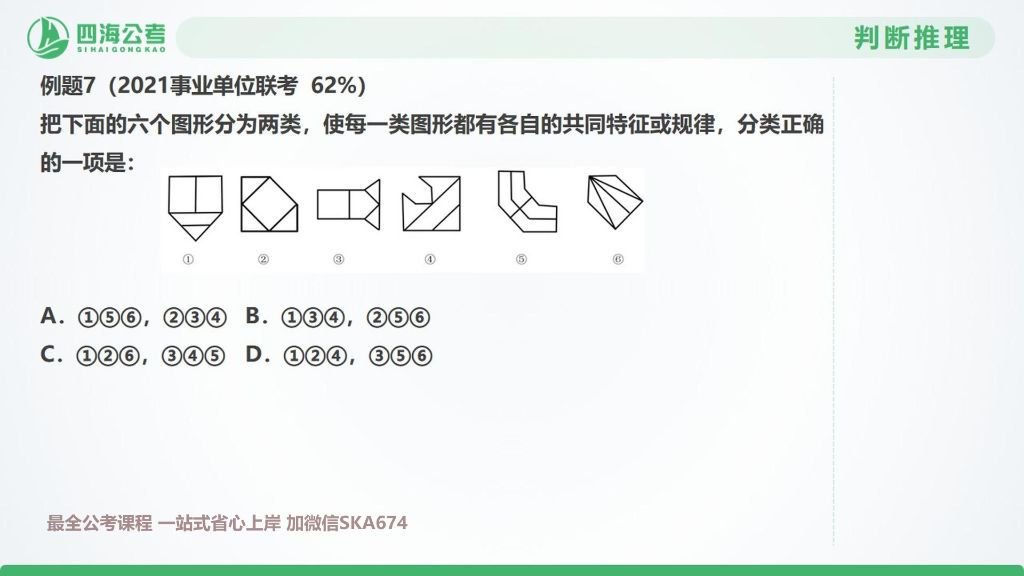 四海公考
SIHAIGONGKAO
判断推理
例题7（2021事业单位联考 62%）
把下面的六个图形分为两类，使每一类图形都有各自的共同特征或规律，分类正确
的一项是：
① ② ③ ④ ⑤ ⑥
A. ①⑤⑥，②③④ B. ①③④，②⑤⑥
C. ①②⑥，③④⑤ D. ①②④，③⑤⑥
最全公考课程 一站式省心上岸 加微信SKA674